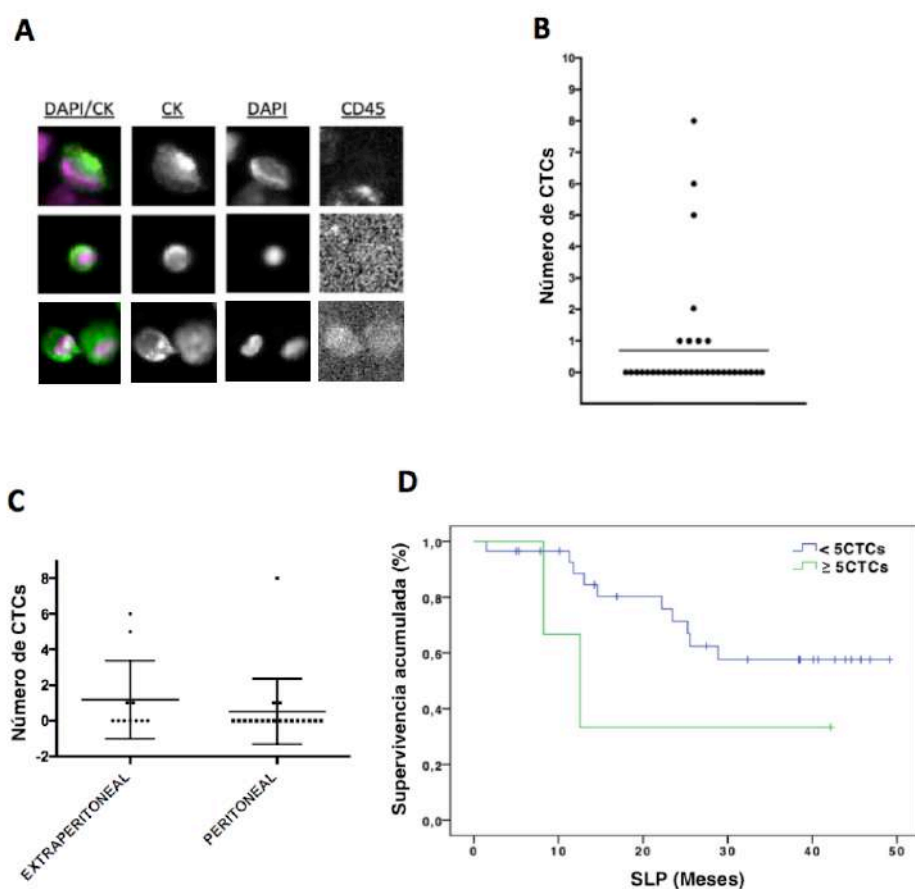 A
DAPI/CK CK DAPI CD45
B
Número de CTCs
10
9
8
7
6
5
4
3
2
1
0
C
Número de CTCs
8
6
4
2
0
-2
EXTRAPERITONEAL
PERITONEAL
D
Supervivencia acumulada (%)
1,0
0,8
0,6
0,4
0,2
0,0
< 5CTCs
≥ 5CTCs
0 10 20 30 40 50
SLP (Meses)